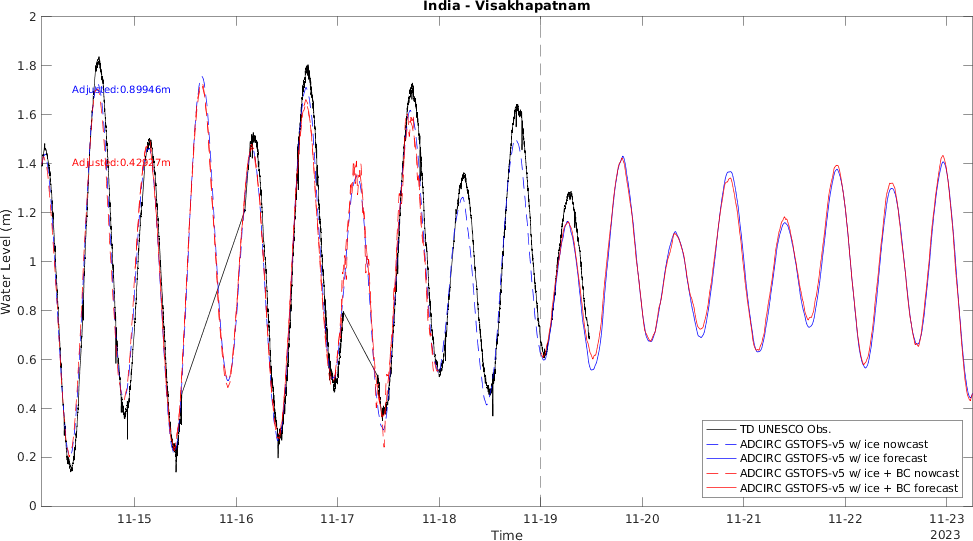 India - Visakhapatnam
Water Level (m)
2
1.8
1.6
1.4
1.2
1
0.8
0.6
0.4
0.2
0
Adjusted:0.89946m
Adjusted:0.42927m
TD UNESCO Obs.
ADCIRC GSTOFS-v5 w/ ice nowcast
ADCIRC GSTOFS-v5 w/ ice forecast
ADCIRC GSTOFS-v5 w/ ice + BC nowcast
ADCIRC GSTOFS-v5 w/ ice + BC forecast
11-15 11-16 11-17 11-18 11-19 11-20 11-21 11-22 11-23
2023
Time